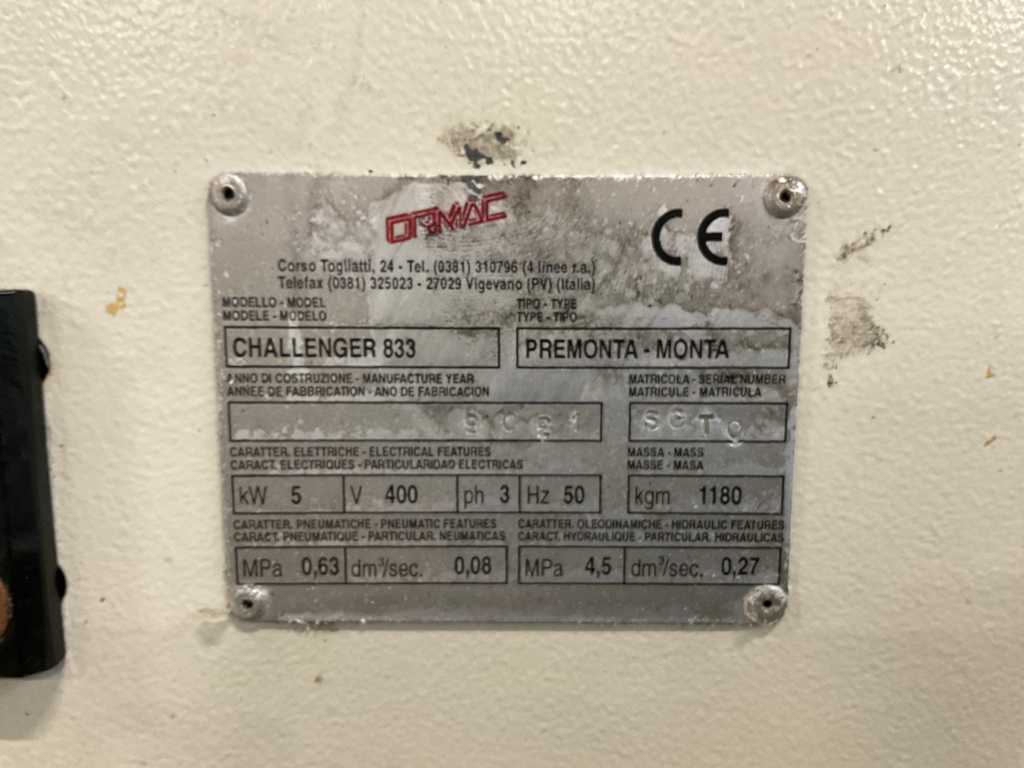 ORMAC
CE
Corso Togliatti, 24 - Tel. (0381) 310796 (4 linee r.a.)
Telefax (0381) 325023 - 27029 Vigevano (PV) (Italia)
MODELLO - MODEL
MODELE - MODELO
TIPO - TYPE
TYPE - TIPO
CHALLENGER 833
PREMONTA - MONTA
ANNO DI COSTRUZIONE - MANUFACTURE YEAR
ANNEE DE FABBRICATION - ANO DE FABRICACION
MATRICOLA - SERIAL NUMBER
MATRICULE - MATRICULA
CARATTER. ELETTRICHE - ELECTRICAL FEATURES
CARACT. ELECTRIQUES - PARTICULARIDAD ELECTRICAS
MASSA - MASS
MASSE - MASA
kW 5 V 400 ph 3 Hz 50
kgm 1180
CARATTER. PNEUMATICHE - PNEUMATIC FEATURES
CARACT. PNEUMATIQUE - PARTICULAR. NEUMATICAS
CARATTER. OLEODINAMICHE - HIDRAULIC FEATURES
CARACT. HYDRAULIQUE - PARTICULAR. HIDRAULICAS
MPa 0,63 dm³/sec. 0,08
MPa 4,5 dm³/sec. 0,27